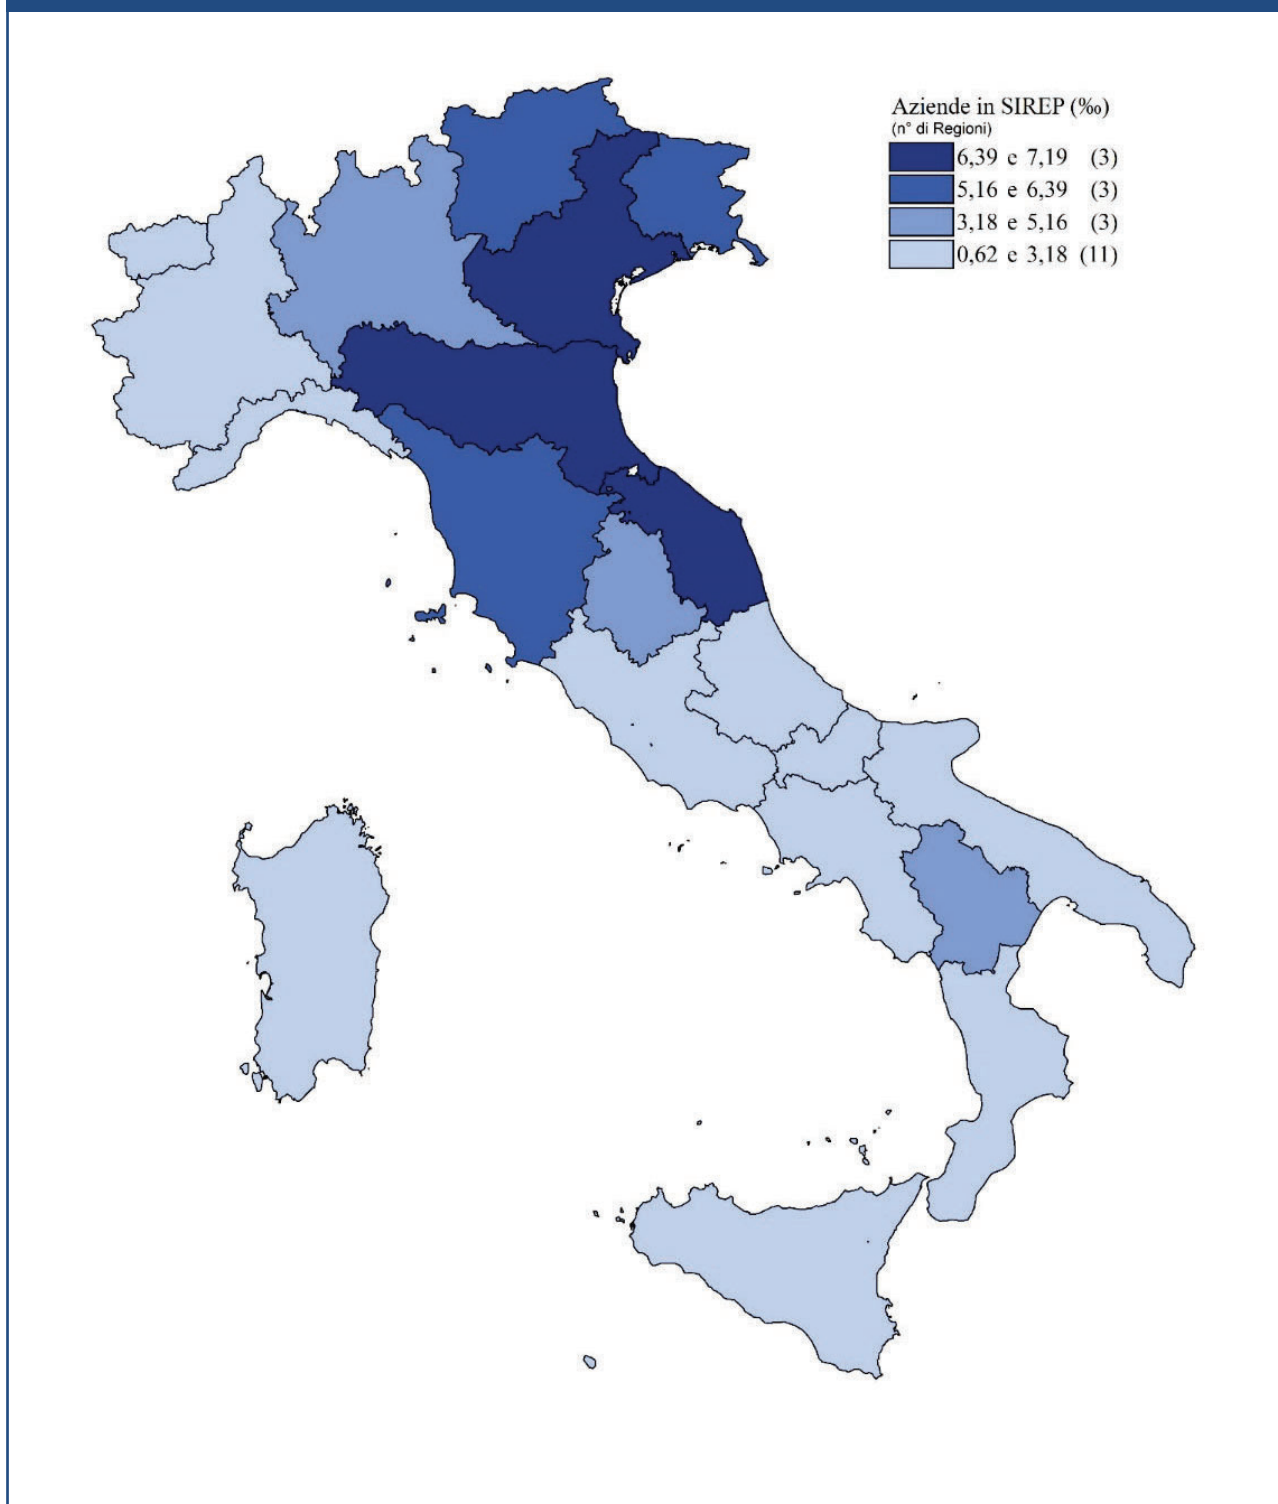 Aziende in SIREP (‰)
(n° di Regioni)
6,39 e 7,19 (3)
5,16 e 6,39 (3)
3,18 e 5,16 (3)
0,62 e 3,18 (11)